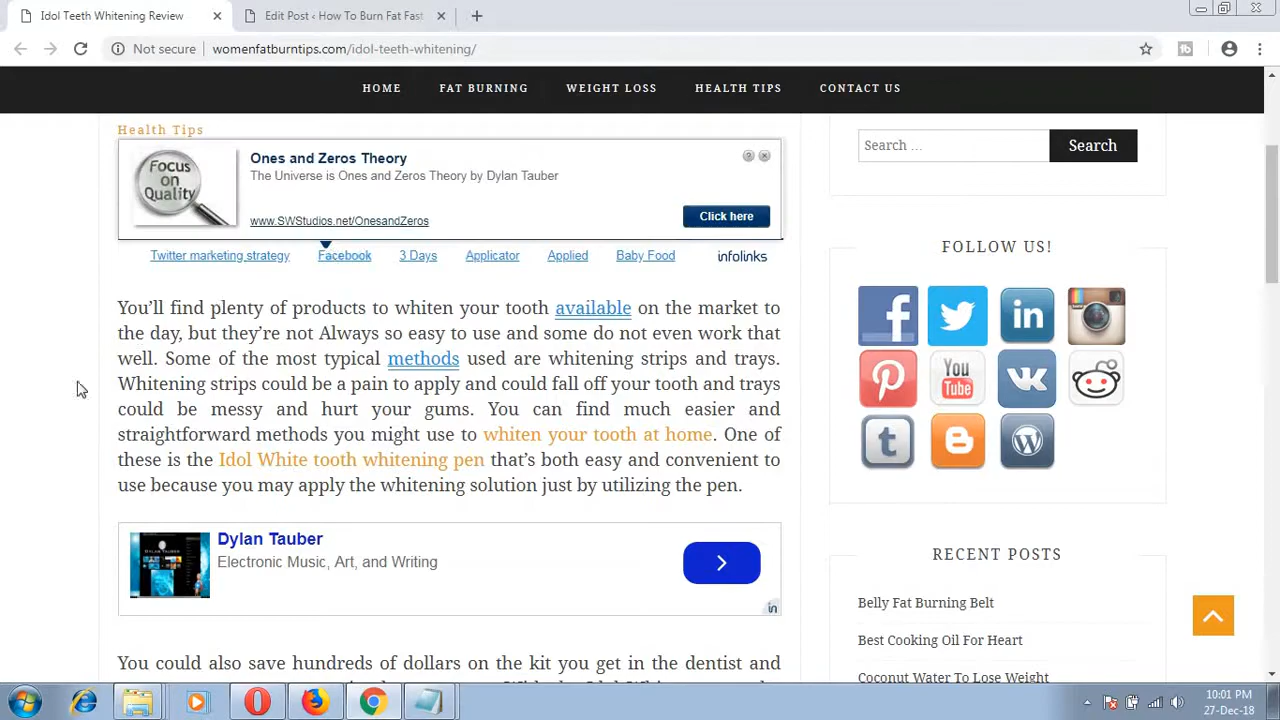 Idol Teeth Whitening Review
Edit Post ‹ How To Burn Fat Fast
Not secure
womenfatburntips.com/idol-teeth-whitening/
HOME
FAT BURNING
WEIGHT LOSS
HEALTH TIPS
CONTACT US
Health Tips
Focus
on
Quality
Ones and Zeros Theory
The Universe is Ones and Zeros Theory by Dylan Tauber
www.SWStudios.net/OnesandZeros
Click here
Twitter marketing strategy
Facebook
3 Days
Applicator
Applied
Baby Food
infolinks
You'll find plenty of products to whiten your tooth available on the market to
the day, but they're not Always so easy to use and some do not even work that
well. Some of the most typical methods used are whitening strips and trays.
Whitening strips could be a pain to apply and could fall off your tooth and trays
could be messy and hurt your gums. You can find much easier and
straightforward methods you might use to whiten your tooth at home. One of
these is the Idol White tooth whitening pen that's both easy and convenient to
use because you may apply the whitening solution just by utilizing the pen.
Dylan Tauber
Electronic Music, Art, and Writing
in
You could also save hundreds of dollars on the kit you get in the dentist and
Search …
Search
FOLLOW US!
f
in
You
Tube
t
RECENT POSTS
Belly Fat Burning Belt
Best Cooking Oil For Heart
Coconut Water To Lose Weight
10:01 PM
27-Dec-18